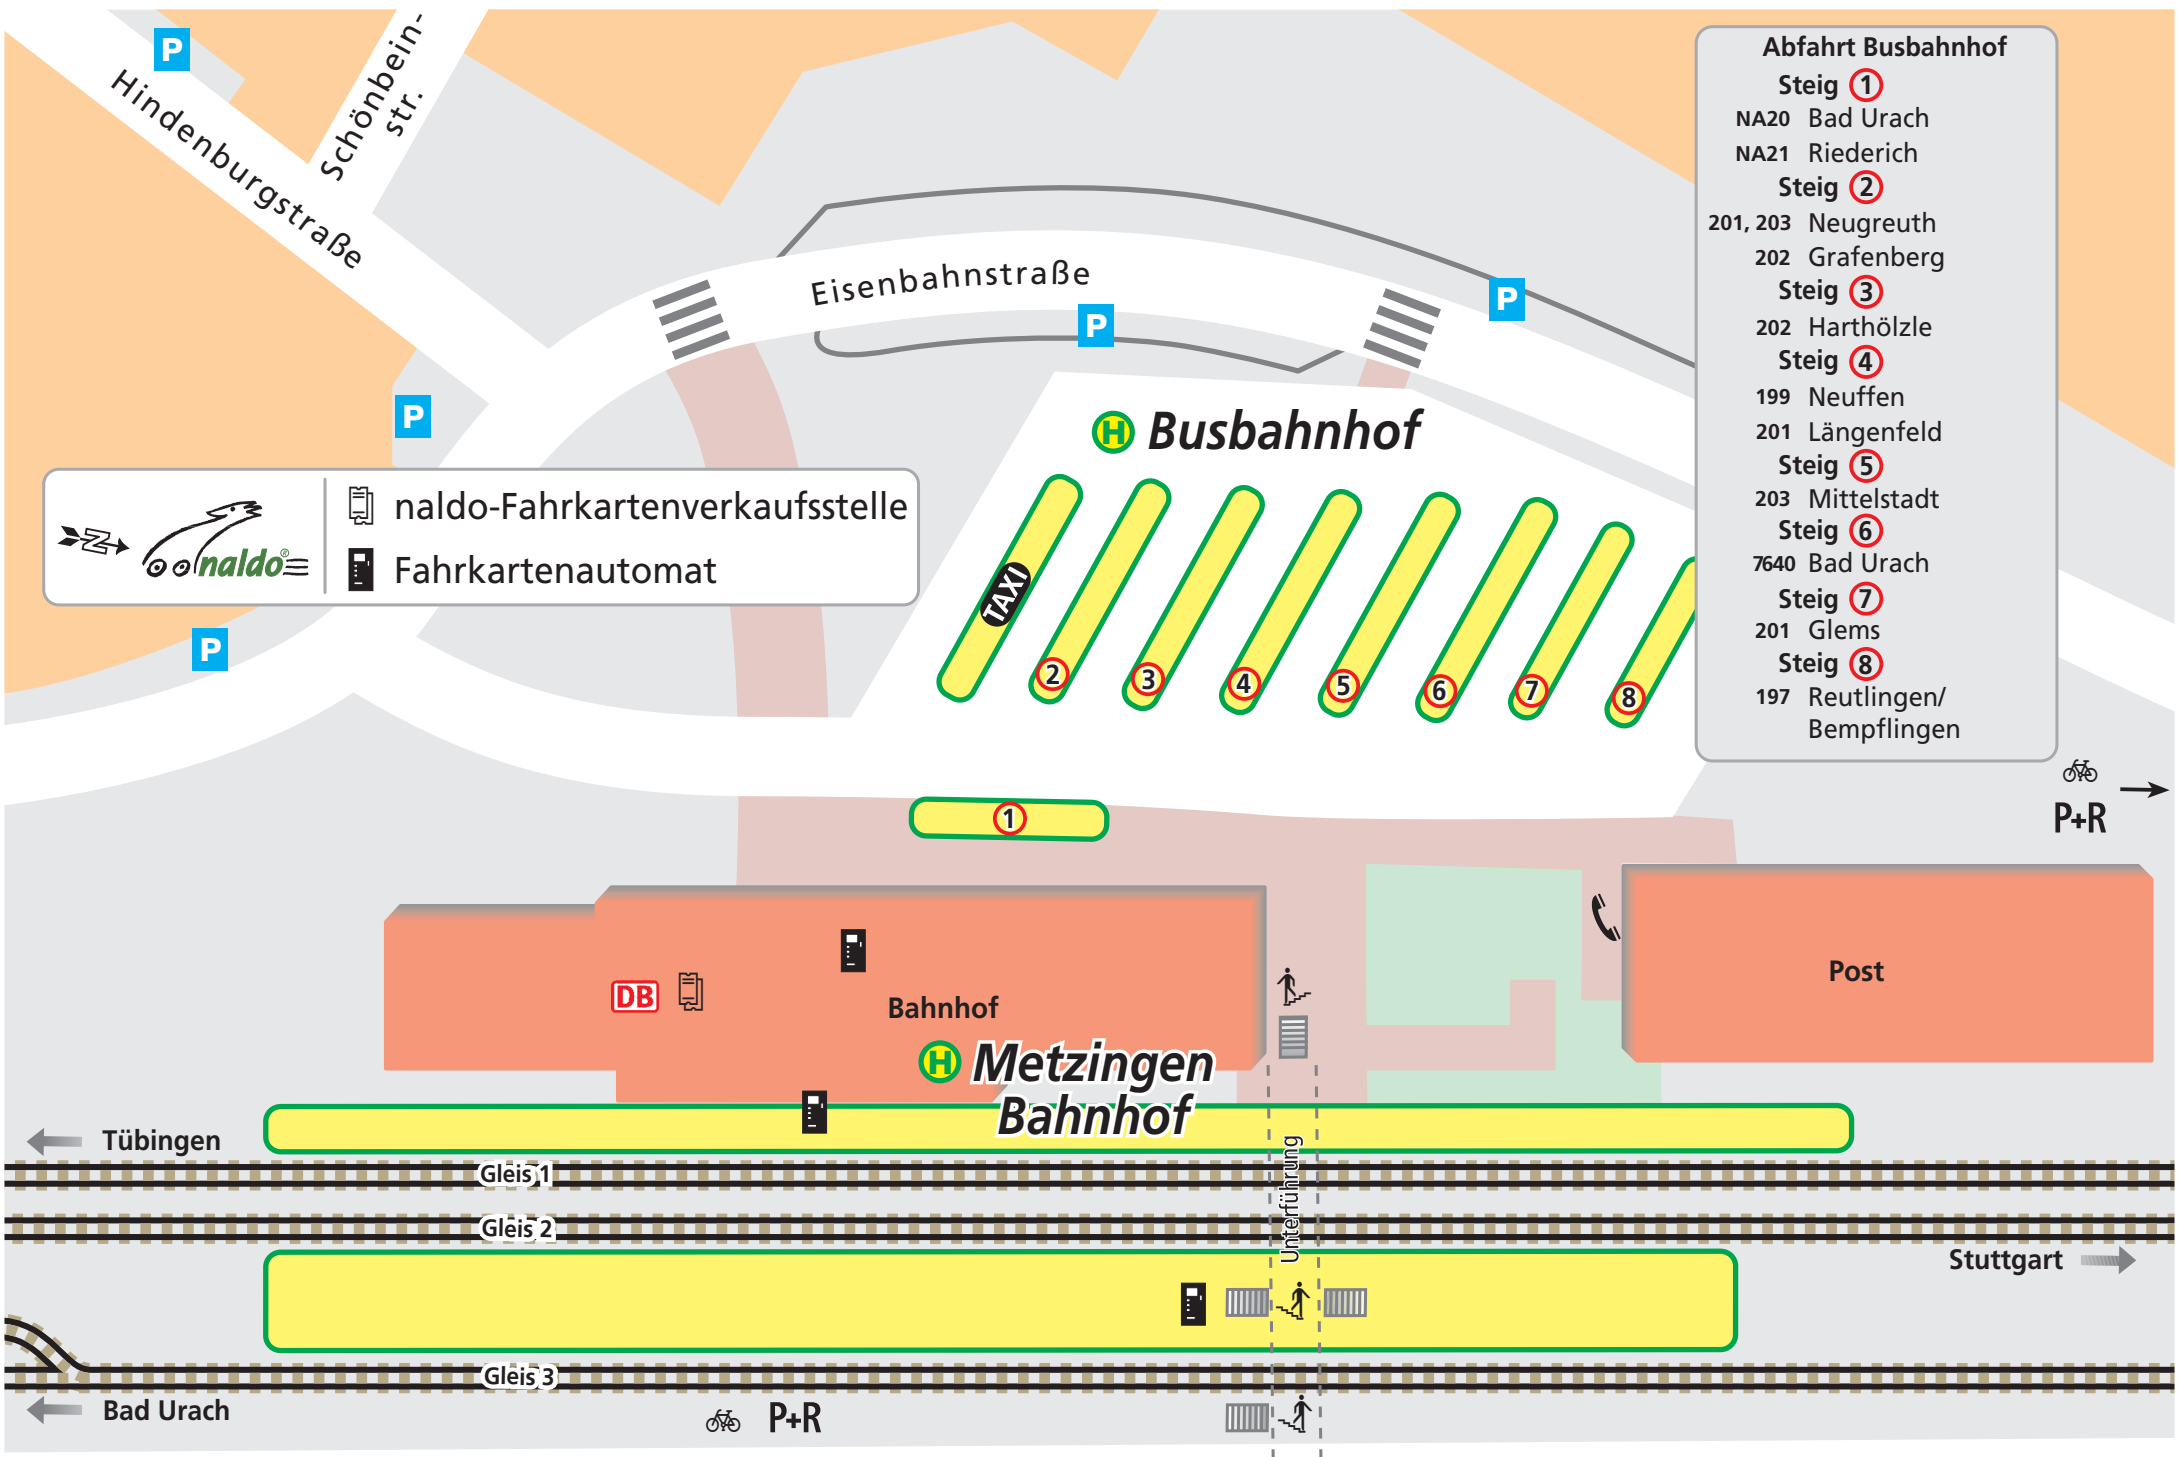 P
Schönbein-
str.
Hindenburgstraße
Eisenbahnstraße
P
P
P
P
H Busbahnhof
N
naldo®
naldo-Fahrkartenverkaufsstelle
Fahrkartenautomat
TAXI
2
3
4
5
6
7
8
1
Abfahrt Busbahnhof
Steig 1
NA20 Bad Urach
NA21 Riederich
Steig 2
201, 203 Neugreuth
202 Grafenberg
Steig 3
202 Harthölzle
Steig 4
199 Neuffen
201 Längenfeld
Steig 5
203 Mittelstadt
Steig 6
7640 Bad Urach
Steig 7
201 Glems
Steig 8
197 Reutlingen/
Bempflingen
P+R
DB
Bahnhof
Post
H Metzingen
Bahnhof
Tübingen
Gleis 1
Gleis 2
Unterführung
Stuttgart
Gleis 3
Bad Urach
P+R